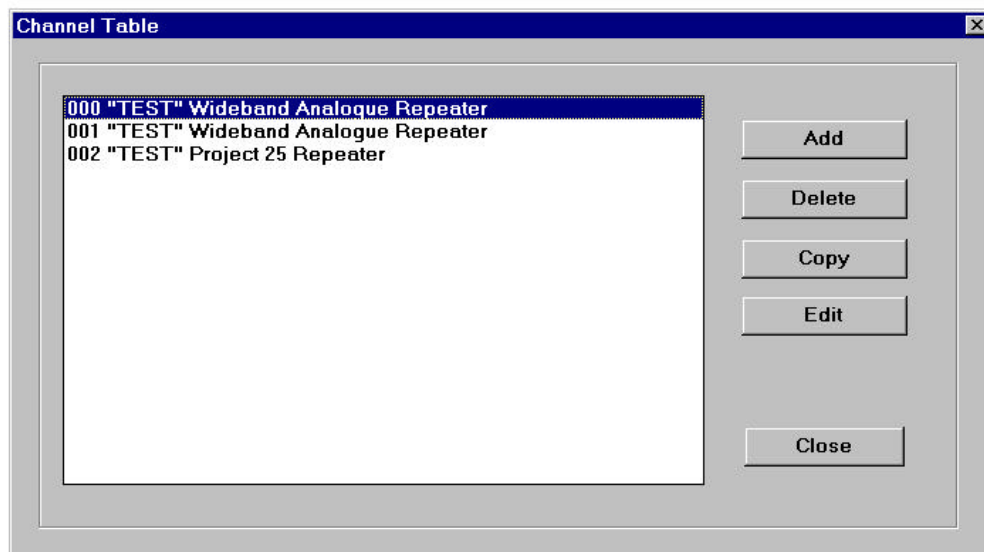 Channel Table
000 "TEST" Wideband Analogue Repeater
001 "TEST" Wideband Analogue Repeater
002 "TEST" Project 25 Repeater
Add
Delete
Copy
Edit
Close